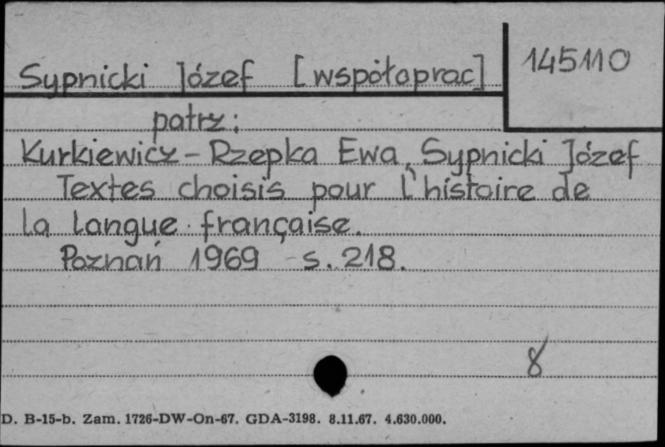 Sypnicki Józef [współoprac] 145110
patrz:
Kurkiewicz-Rzepka Ewa, Sypnicki Józef
Textes choisis pour l'histoire de
la langue française.
Poznań 1969 s. 218.
8
D. B-15-b. Zam. 1726-DW-On-67. GDA-3198. 8.11.67. 4.630.000.